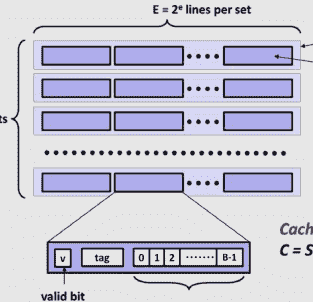 E = 2ᵉ lines per set
ts
Cach
C = S
v tag 0 1 2 B-1
valid bit